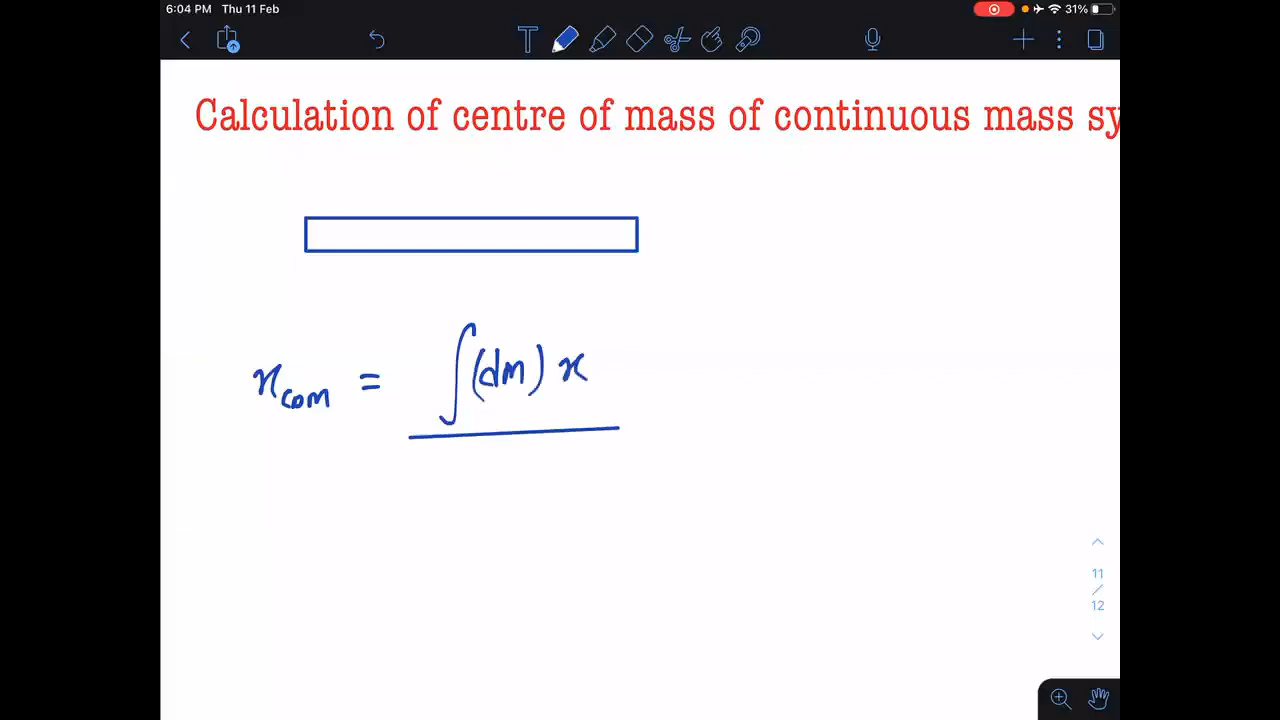 6:04 PM Thu 11 Feb 31%
T
Calculation of centre of mass of continuous mass sy
x_com = ∫(dm) x
11
/
12